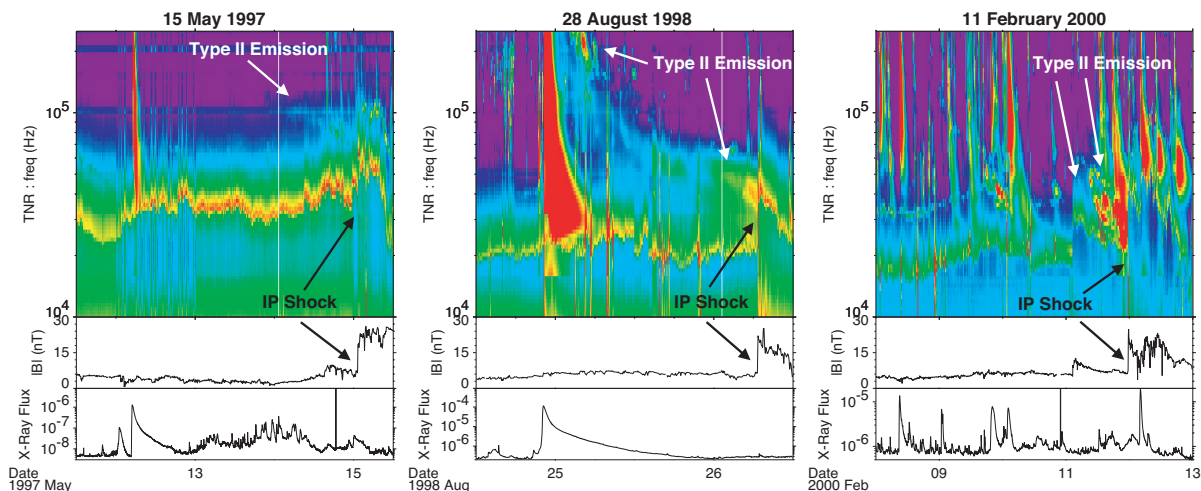 15 May 1997
28 August 1998
11 February 2000
Type II Emission
Type II Emission
Type II Emission
TNR : freq (Hz)
TNR : freq (Hz)
TNR : freq (Hz)
10^5
10^5
10^5
IP Shock
IP Shock
IP Shock
10^4
10^4
10^4
|B| (nT)
30
15
0
|B| (nT)
30
15
0
|B| (nT)
30
15
0
X-Ray Flux
10^-6
10^-7
10^-8
X-Ray Flux
10^-4
10^-5
10^-6
X-Ray Flux
10^-5
10^-6
Date
13
15
1997 May
Date
25
26
1998 Aug
Date
09
10
11
12
13
2000 Feb